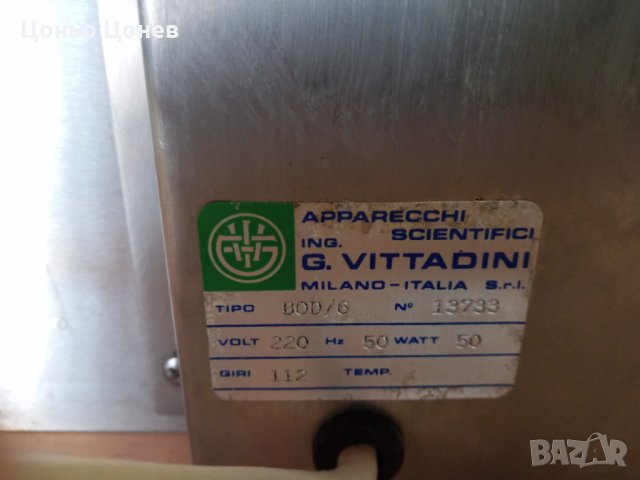 Цоньо Цонев
APPARECCHI
ING. SCIENTIFICI
G. VITTADINI
MILANO-ITALIA S.r.l.
TIPO BOD/6 Nº 13733
VOLT 220 Hz 50 WATT 50
GIRI 112 TEMP.
BAZAR